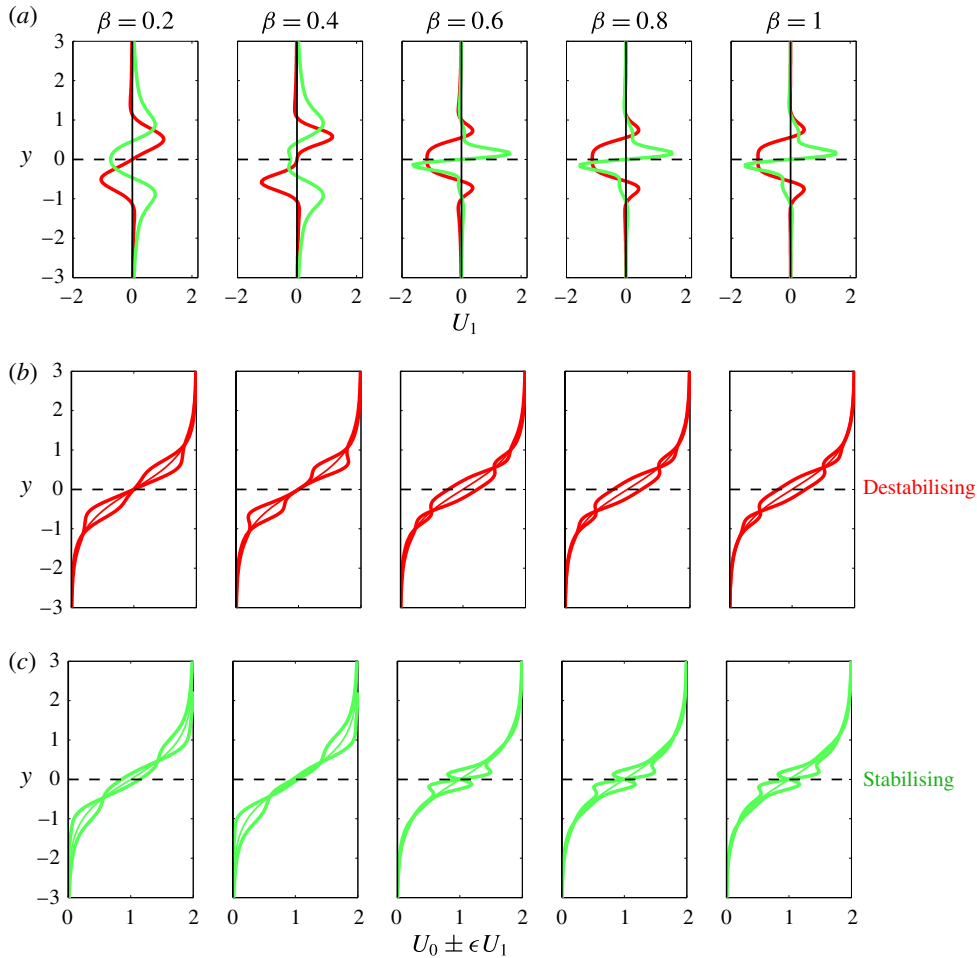 (a) β = 0.2 β = 0.4 β = 0.6 β = 0.8 β = 1
3
2
1
y 0
−1
−2
−3
−2 0 2 −2 0 2 −2 0 2 −2 0 2 −2 0 2
U1
(b)
3
2
1
y 0 Destabilising
−1
−2
−3
(c)
3
2
1
y 0 Stabilising
−1
−2
−3
0 1 2 0 1 2 0 1 2 0 1 2 0 1 2
U0 ± ϵU1